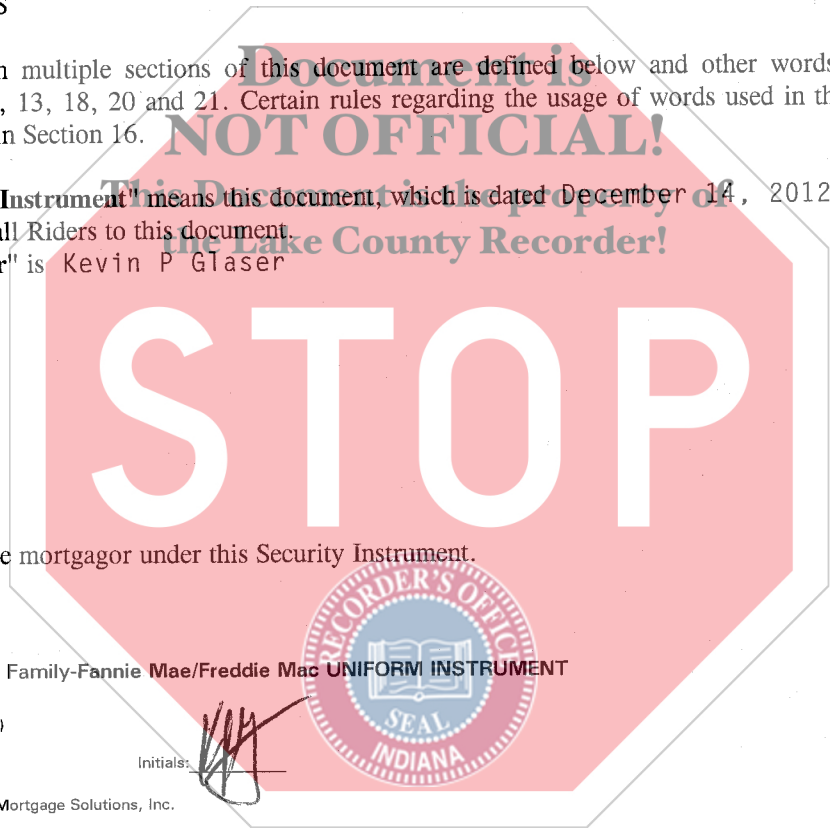 S
Document is
n multiple sections of this document are defined below and other words
, 13, 18, 20 and 21. Certain rules regarding the usage of words used in th
n Section 16.
NOT OFFICIAL!
This Document is the property of
Instrument" means this document, which is dated December 14, 2012
ll Riders to this document.
the Lake County Recorder!
r" is Kevin P Glaser
STOP
e mortgagor under this Security Instrument.
RECORDER'S OFFICE
SEAL
INDIANA
Family-Fannie Mae/Freddie Mac UNIFORM INSTRUMENT
)
Initials:
Mortgage Solutions, Inc.